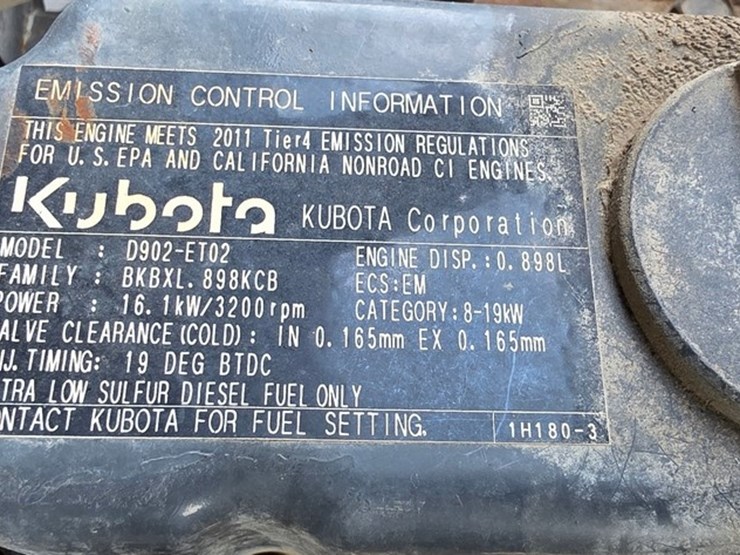 EMISSION CONTROL INFORMATION
THIS ENGINE MEETS 2011 Tier4 EMISSION REGULATIONS
FOR U.S. EPA AND CALIFORNIA NONROAD CI ENGINES.
Kubota KUBOTA Corporation
MODEL : D902-ET02 ENGINE DISP.:0.898L
FAMILY : BKBXL.898KCB ECS:EM
POWER : 16.1kW/3200rpm CATEGORY:8-19kW
ALVE CLEARANCE(COLD): IN 0.165mm EX 0.165mm
IJ. TIMING: 19 DEG BTDC
TRA LOW SULFUR DIESEL FUEL ONLY
ONTACT KUBOTA FOR FUEL SETTING. 1H180-3